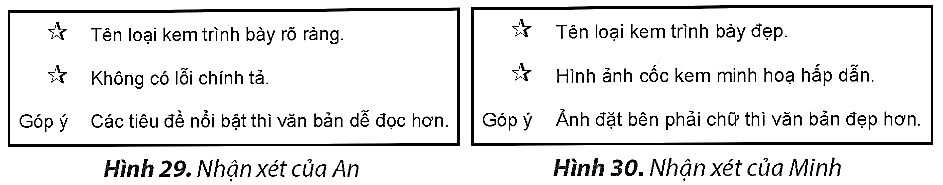 ☆ Tên loại kem trình bày rõ ràng.
☆ Không có lỗi chính tả.
Góp ý Các tiêu đề nổi bật thì văn bản dễ đọc hơn.
Hình 29. Nhận xét của An
☆ Tên loại kem trình bày đẹp.
☆ Hình ảnh cốc kem minh hoạ hấp dẫn.
Góp ý Ảnh đặt bên phải chữ thì văn bản đẹp hơn.
Hình 30. Nhận xét của Minh